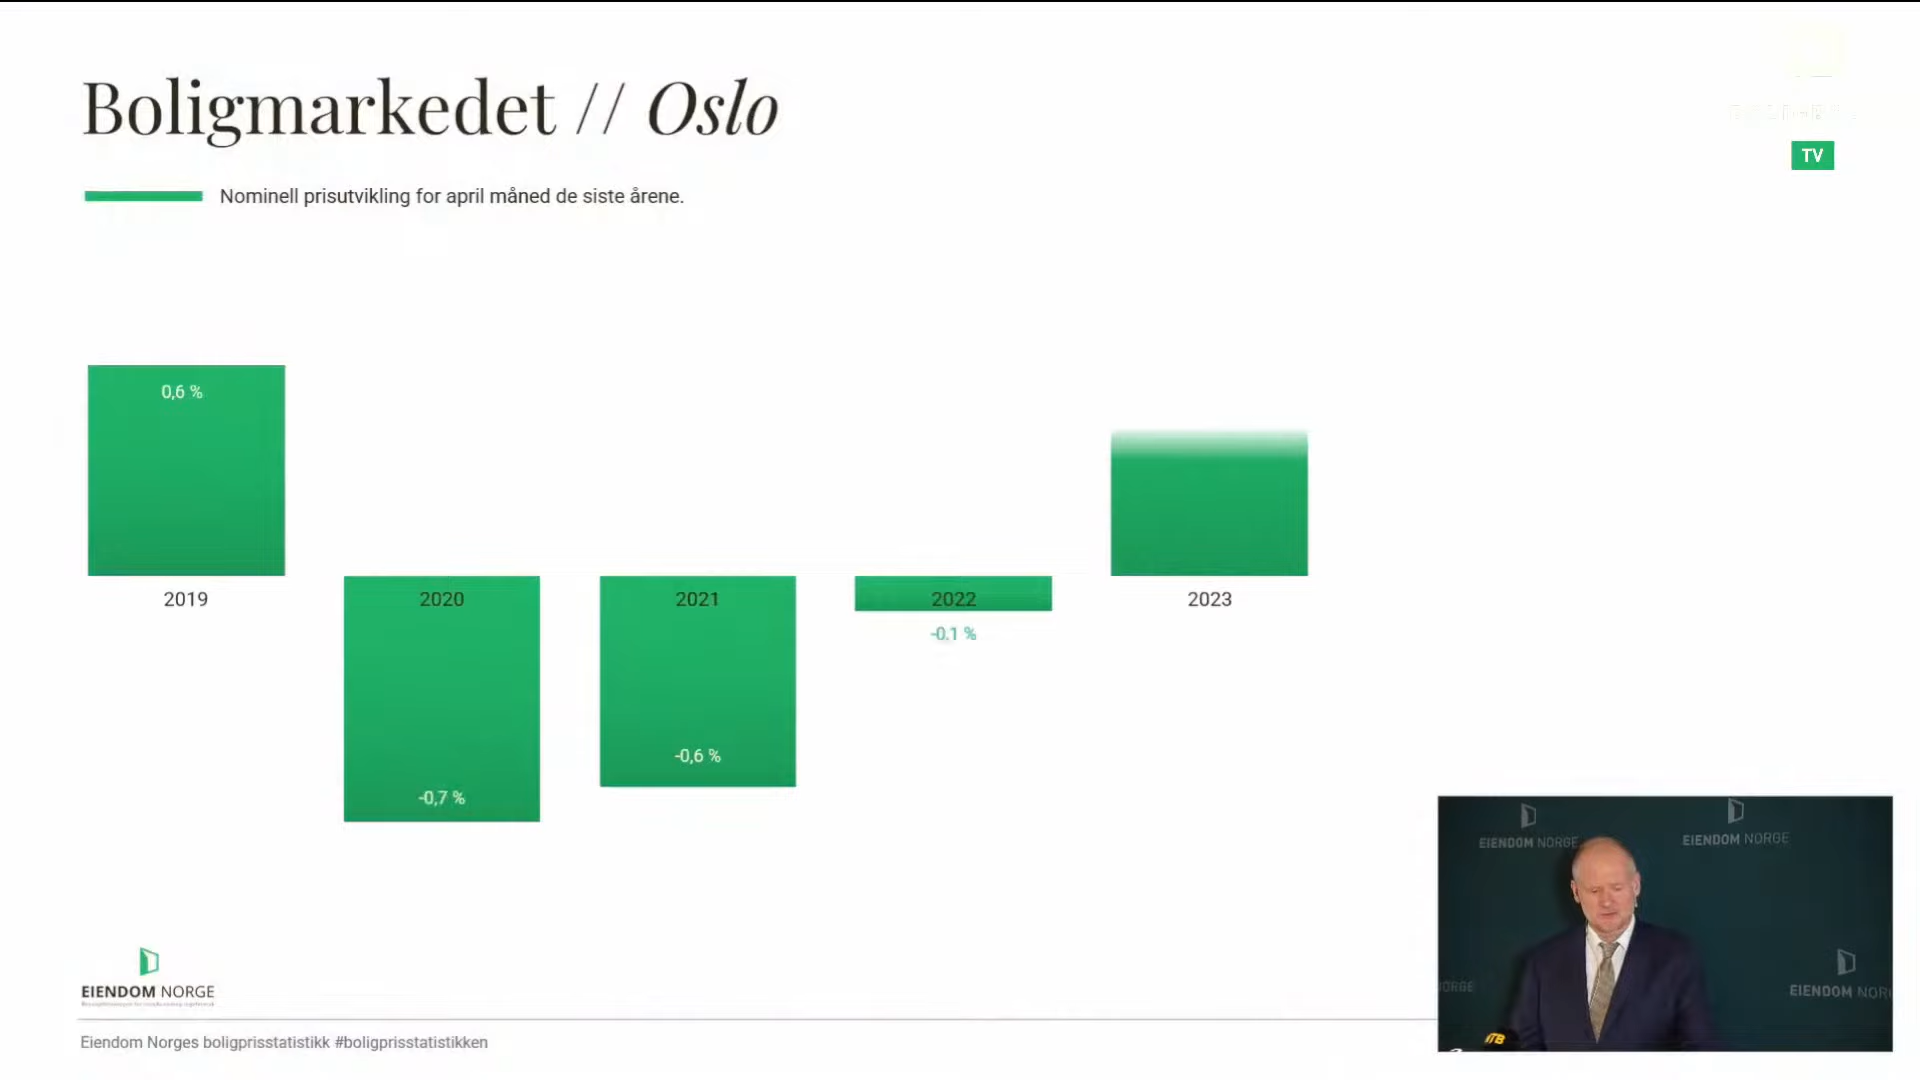 Boligmarkedet // Oslo
TV
Nominell prisutvikling for april måned de siste årene.
0,6 %
2019
2020
2021
2022
2023
-0,1 %
-0,6 %
-0,7 %
EIENDOM NORGE
EIENDOM NORGE
EIENDOM NORGE
ORGE
EIENDOM NOR
Eiendom Norges boligprisstatistikk #boligprisstatistikken